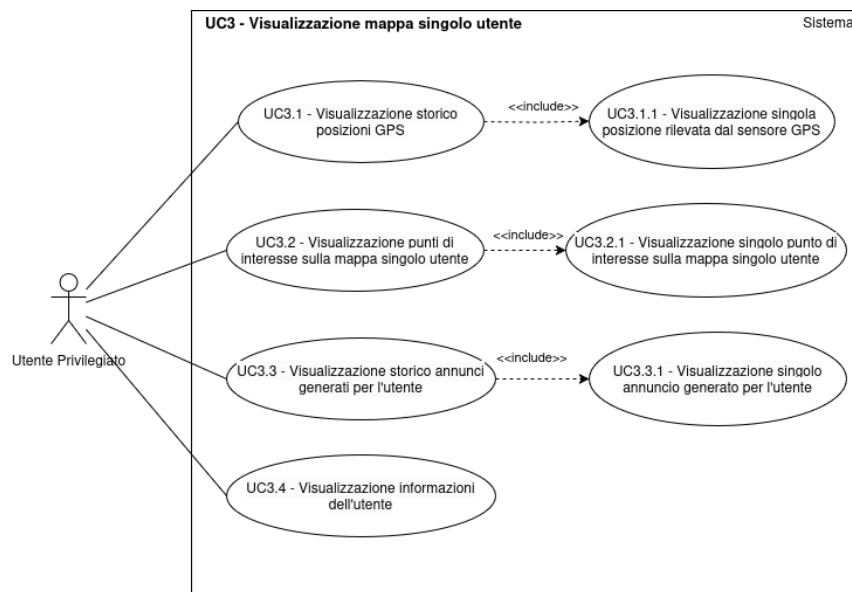 UC3 - Visualizzazione mappa singolo utente
Sistema
UC3.1 - Visualizzazione storico
posizioni GPS
<<include>>
UC3.1.1 - Visualizzazione singola
posizione rilevata dal sensore GPS
UC3.2 - Visualizzazione punti di
interesse sulla mappa singolo utente
<<include>>
UC3.2.1 - Visualizzazione singolo punto di
interesse sulla mappa singolo utente
Utente Privilegiato
UC3.3 - Visualizzazione storico annunci
generati per l'utente
<<include>>
UC3.3.1 - Visualizzazione singolo
annuncio generato per l'utente
UC3.4 - Visualizzazione informazioni
dell'utente